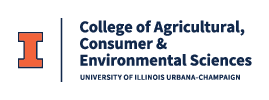 College of Agricultural,
Consumer &
Environmental Sciences
UNIVERSITY OF ILLINOIS URBANA-CHAMPAIGN